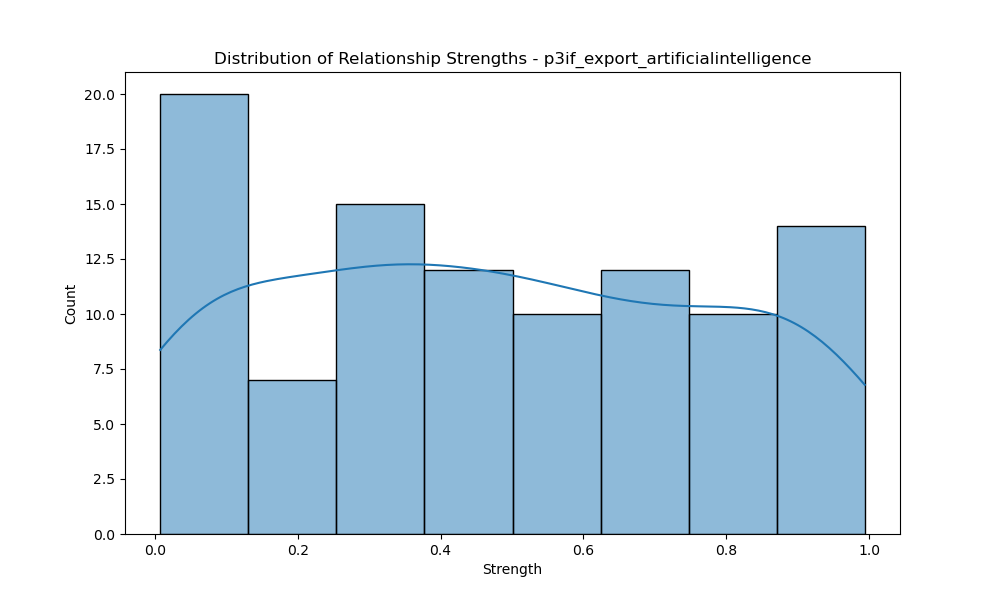 Distribution of Relationship Strengths - p3if_export_artificialintelligence
20.0
17.5
15.0
12.5
10.0
7.5
5.0
2.5
0.0
Count
0.0 0.2 0.4 0.6 0.8 1.0
Strength